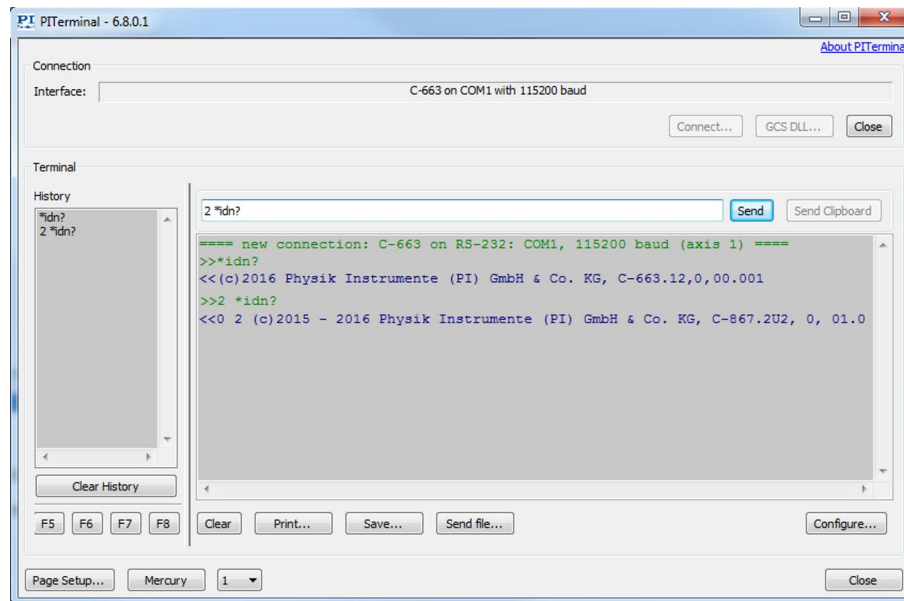 PI PITerminal - 6.8.0.1
About PITermina
Connection
Interface: C-663 on COM1 with 115200 baud
Connect... GCS DLL... Close
Terminal
History
*idn?
2 *idn?
2 *idn? Send Send Clipboard
==== new connection: C-663 on RS-232: COM1, 115200 baud (axis 1) ====
>>*idn?
<<(c)2016 Physik Instrumente (PI) GmbH & Co. KG, C-663.12,0,00.001
>>2 *idn?
<<0 2 (c)2015 - 2016 Physik Instrumente (PI) GmbH & Co. KG, C-867.2U2, 0, 01.0
Clear History
F5 F6 F7 F8 Clear Print... Save... Send file... Configure...
Page Setup... Mercury 1 Close